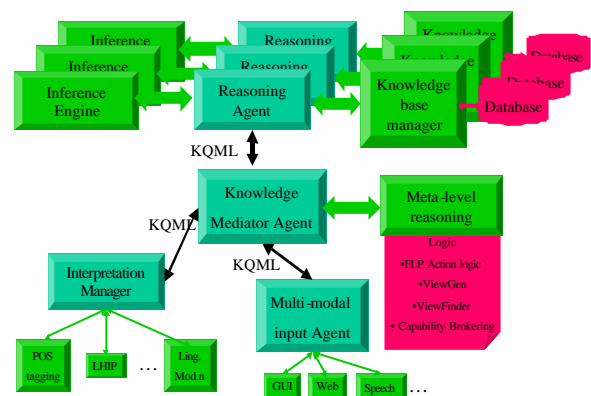 Inference
Reasoning
Knowledge
Inference
Reasoning
Knowledge
Database
Database
Inference
Engine
Reasoning
Agent
Knowledge
base
manager
Database
KQML
Knowledge
Mediator Agent
Meta-level
reasoning
KQML
Logic
•FLP Action logic
•ViewGen
•ViewFinder
• Capability Brokering
KQML
Interpretation
Manager
Multi-modal
input Agent
POS
tagging
LHIP
...
Ling.
Mod.n
GUI
Web
Speech
...